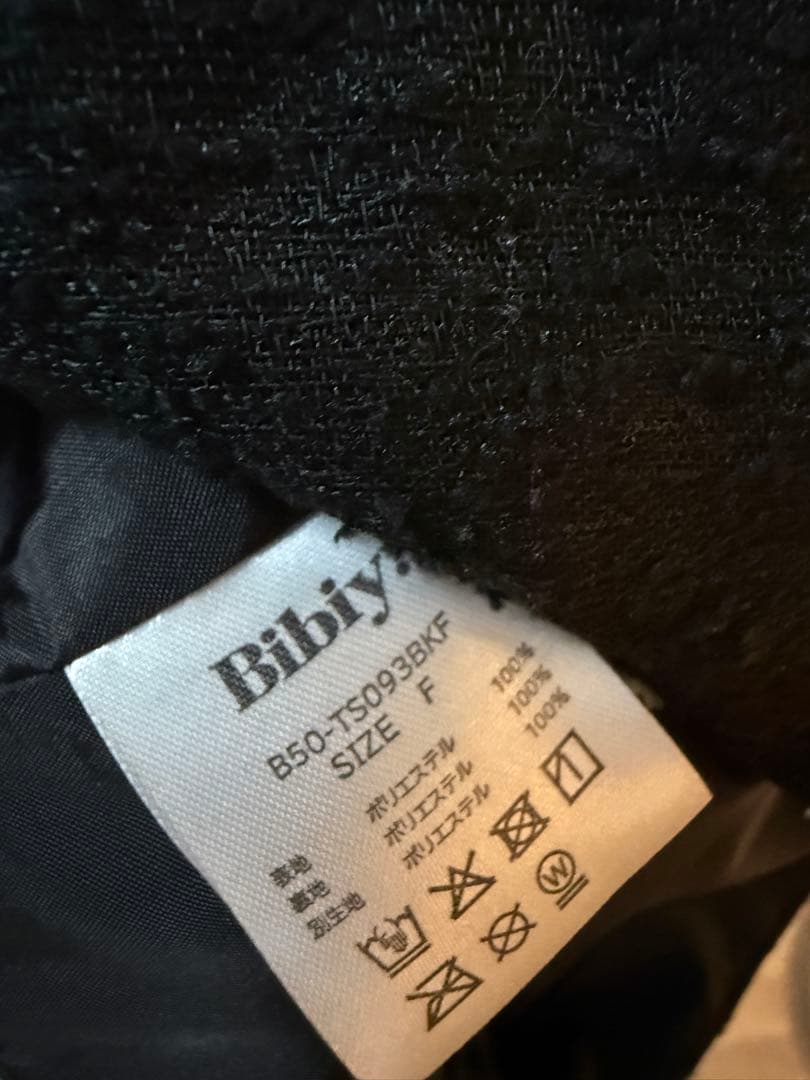 Bibiy.
B50-TS093BKF
SIZE F
表地 ポリエステル 100%
裏地 ポリエステル 100%
別生地 ポリエステル 100%
W